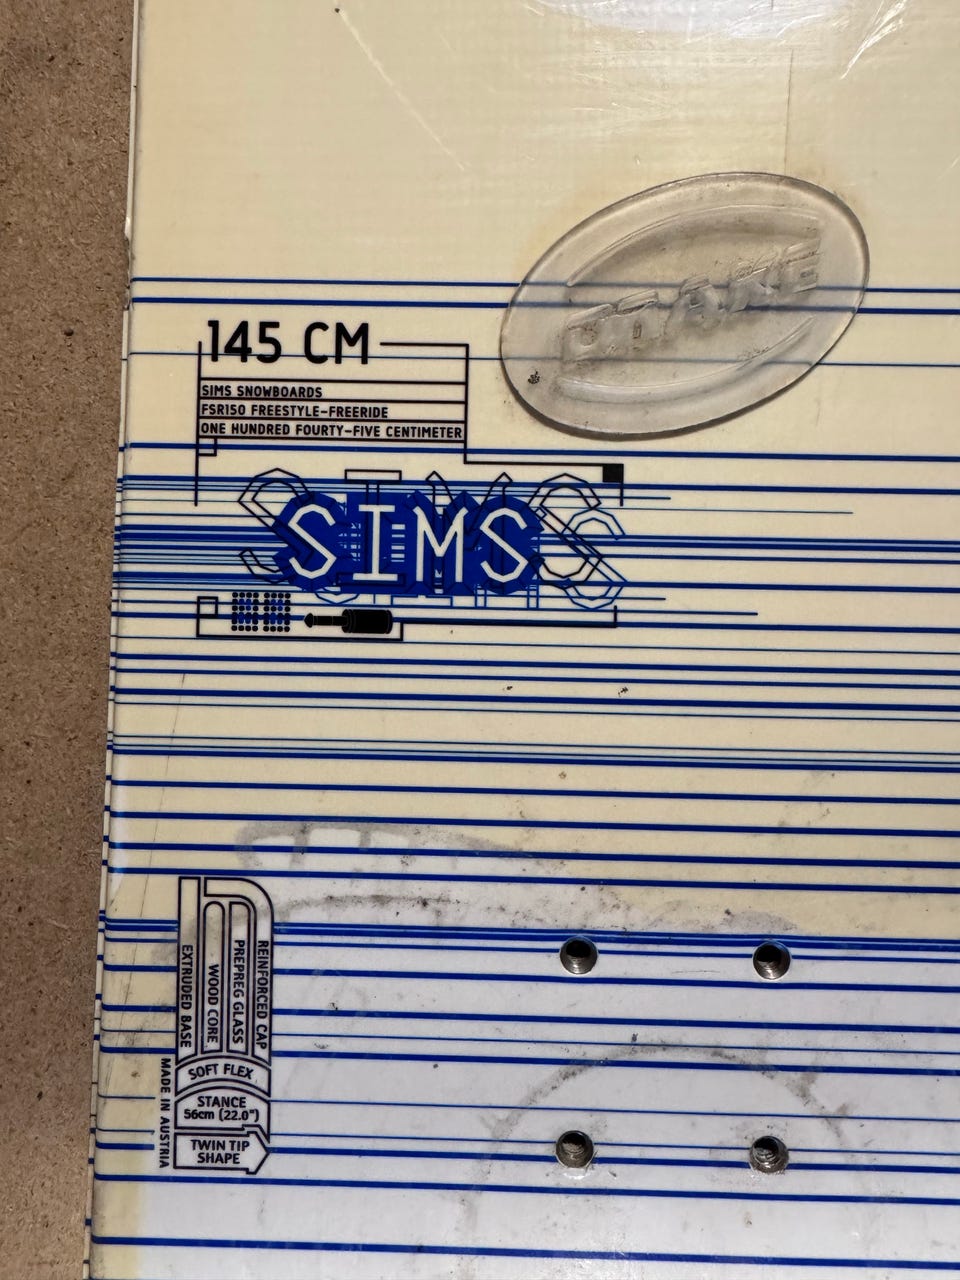 DRAKE
145 CM
SIMS SNOWBOARDS
FSR150 FREESTYLE-FREERIDE
ONE HUNDRED FOURTY-FIVE CENTIMETER
SIMS
REINFORCED CAP
PREPREG GLASS
WOOD CORE
EXTRUDED BASE
SOFT FLEX
STANCE
56cm (22.0")
TWIN TIP
SHAPE
MADE IN AUSTRIA